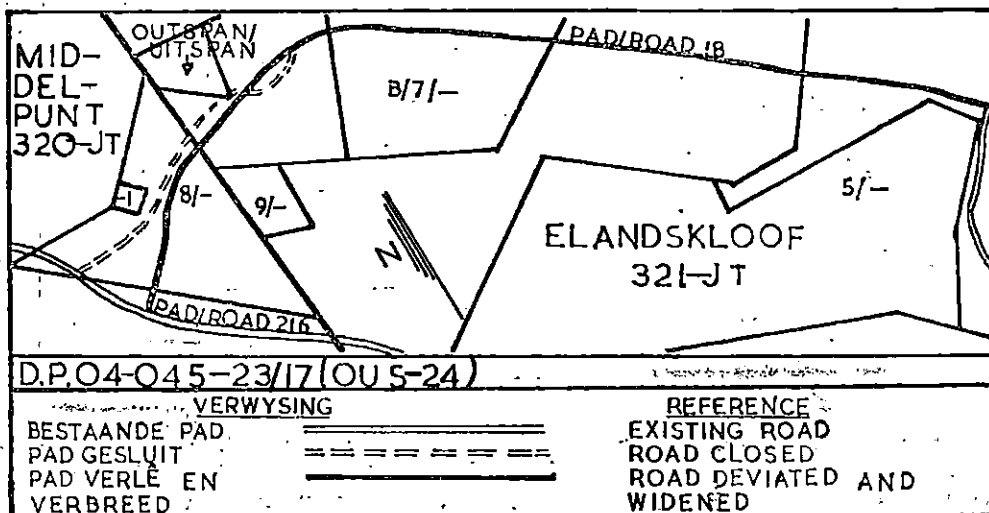 OUTSPAN/
UITSPAN
PAD/ROAD 18
MID-
DEL-
PUNT
320-JT
B/7/—
-1
8/-
9/-
5/—
N
ELANDSKLOOF
321-JT
PAD/ROAD 216
D.P.04-045-23/17(OU S-24)
VERWYSING
REFERENCE
BESTAANDE PAD
EXISTING ROAD
PAD GESLUIT
ROAD CLOSED
PAD VERLÊ EN
VERBREED
ROAD DEVIATED AND
WIDENED